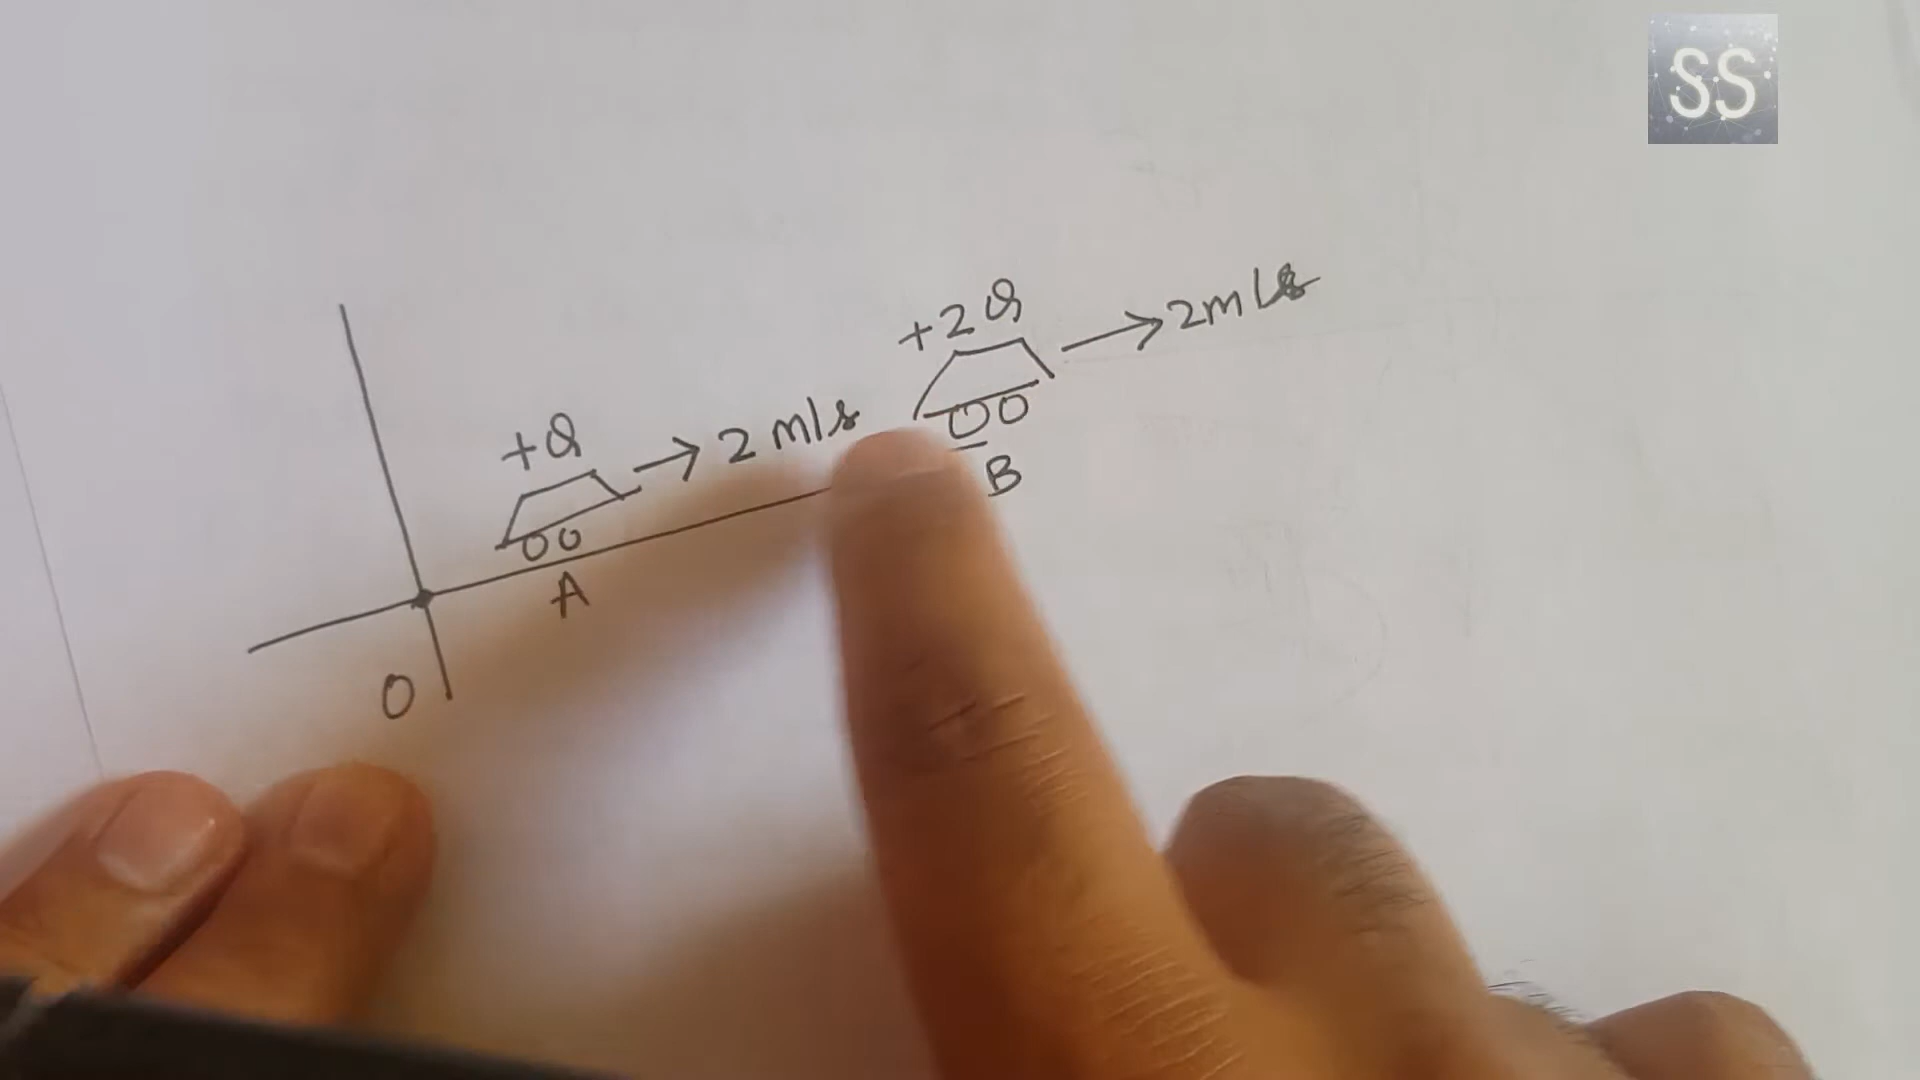 SS
+2Q
→ 2m/s
+Q
→ 2 m/s
B
A
O